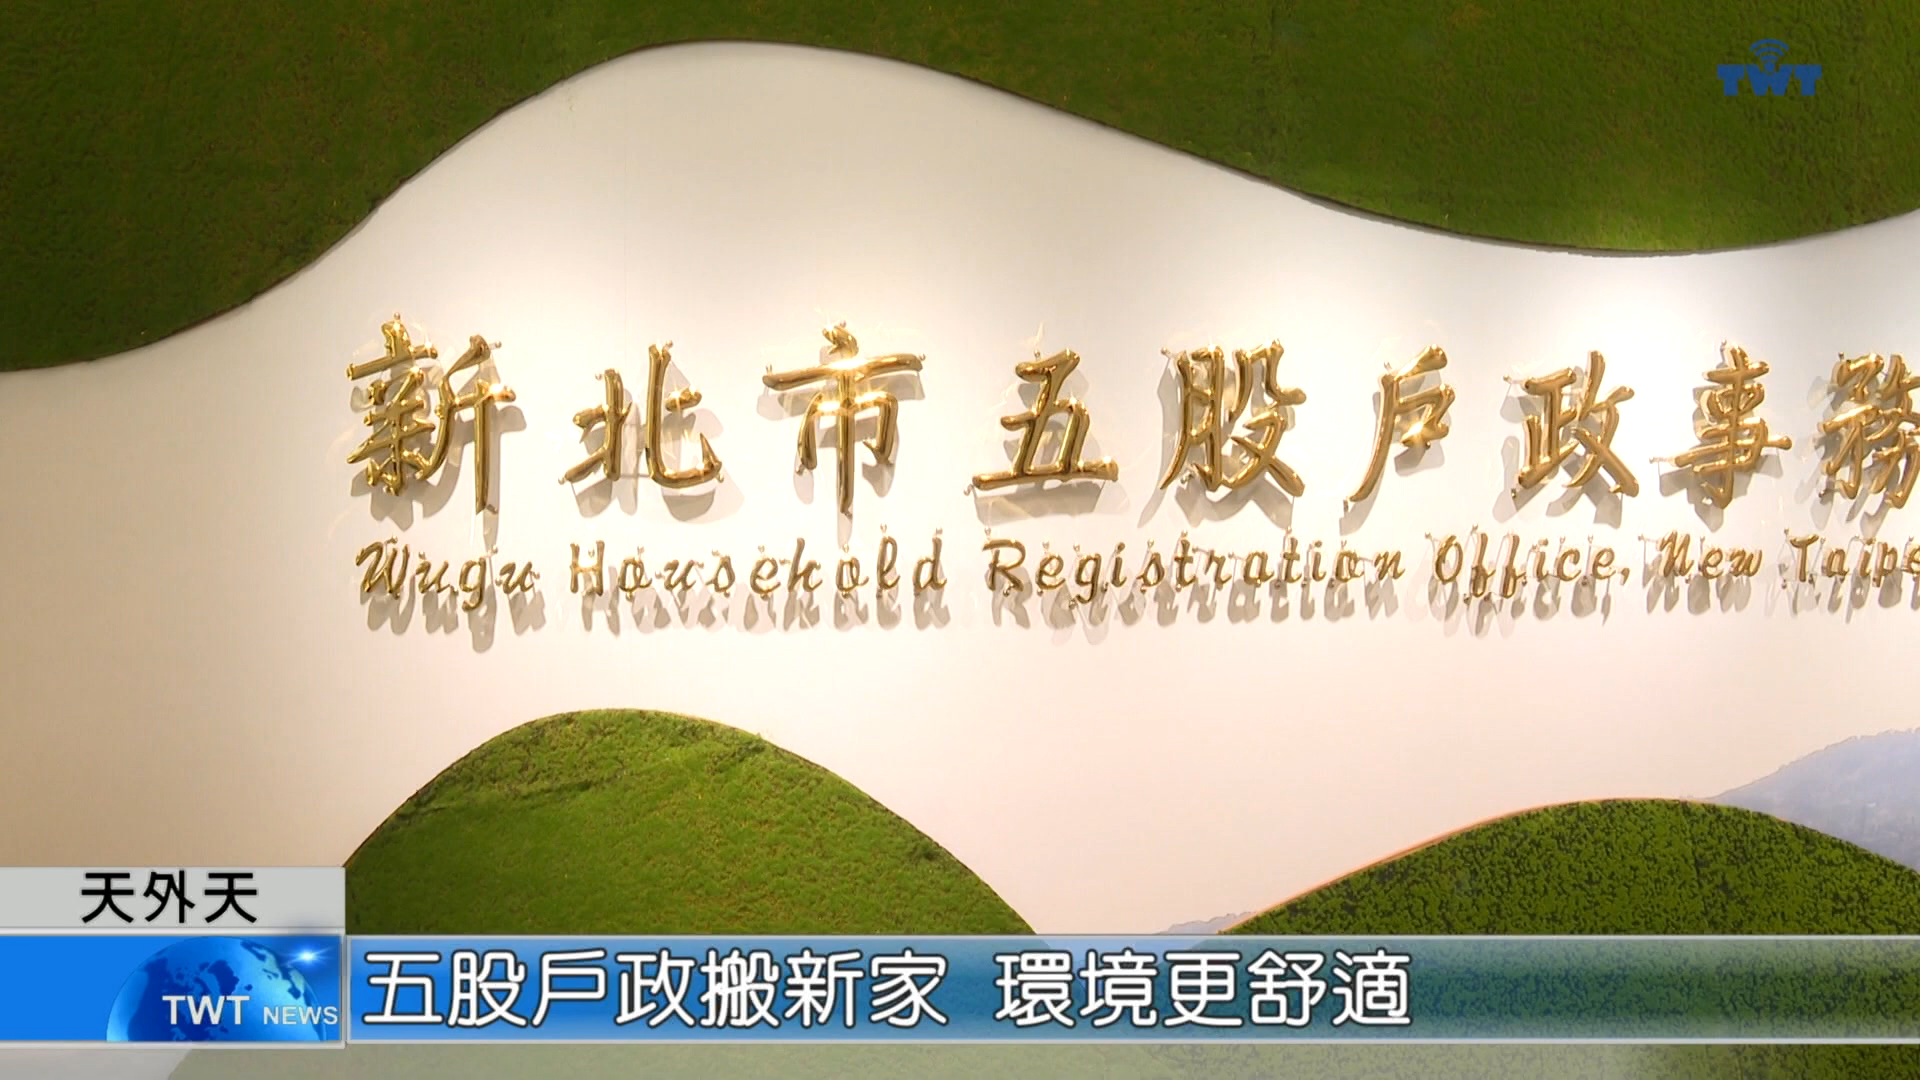 TWT
新北市五股戶政事務
Wugu Household Registration Office, New Taipe
天外天
TWT NEWS
五股戶政搬新家 環境更舒適